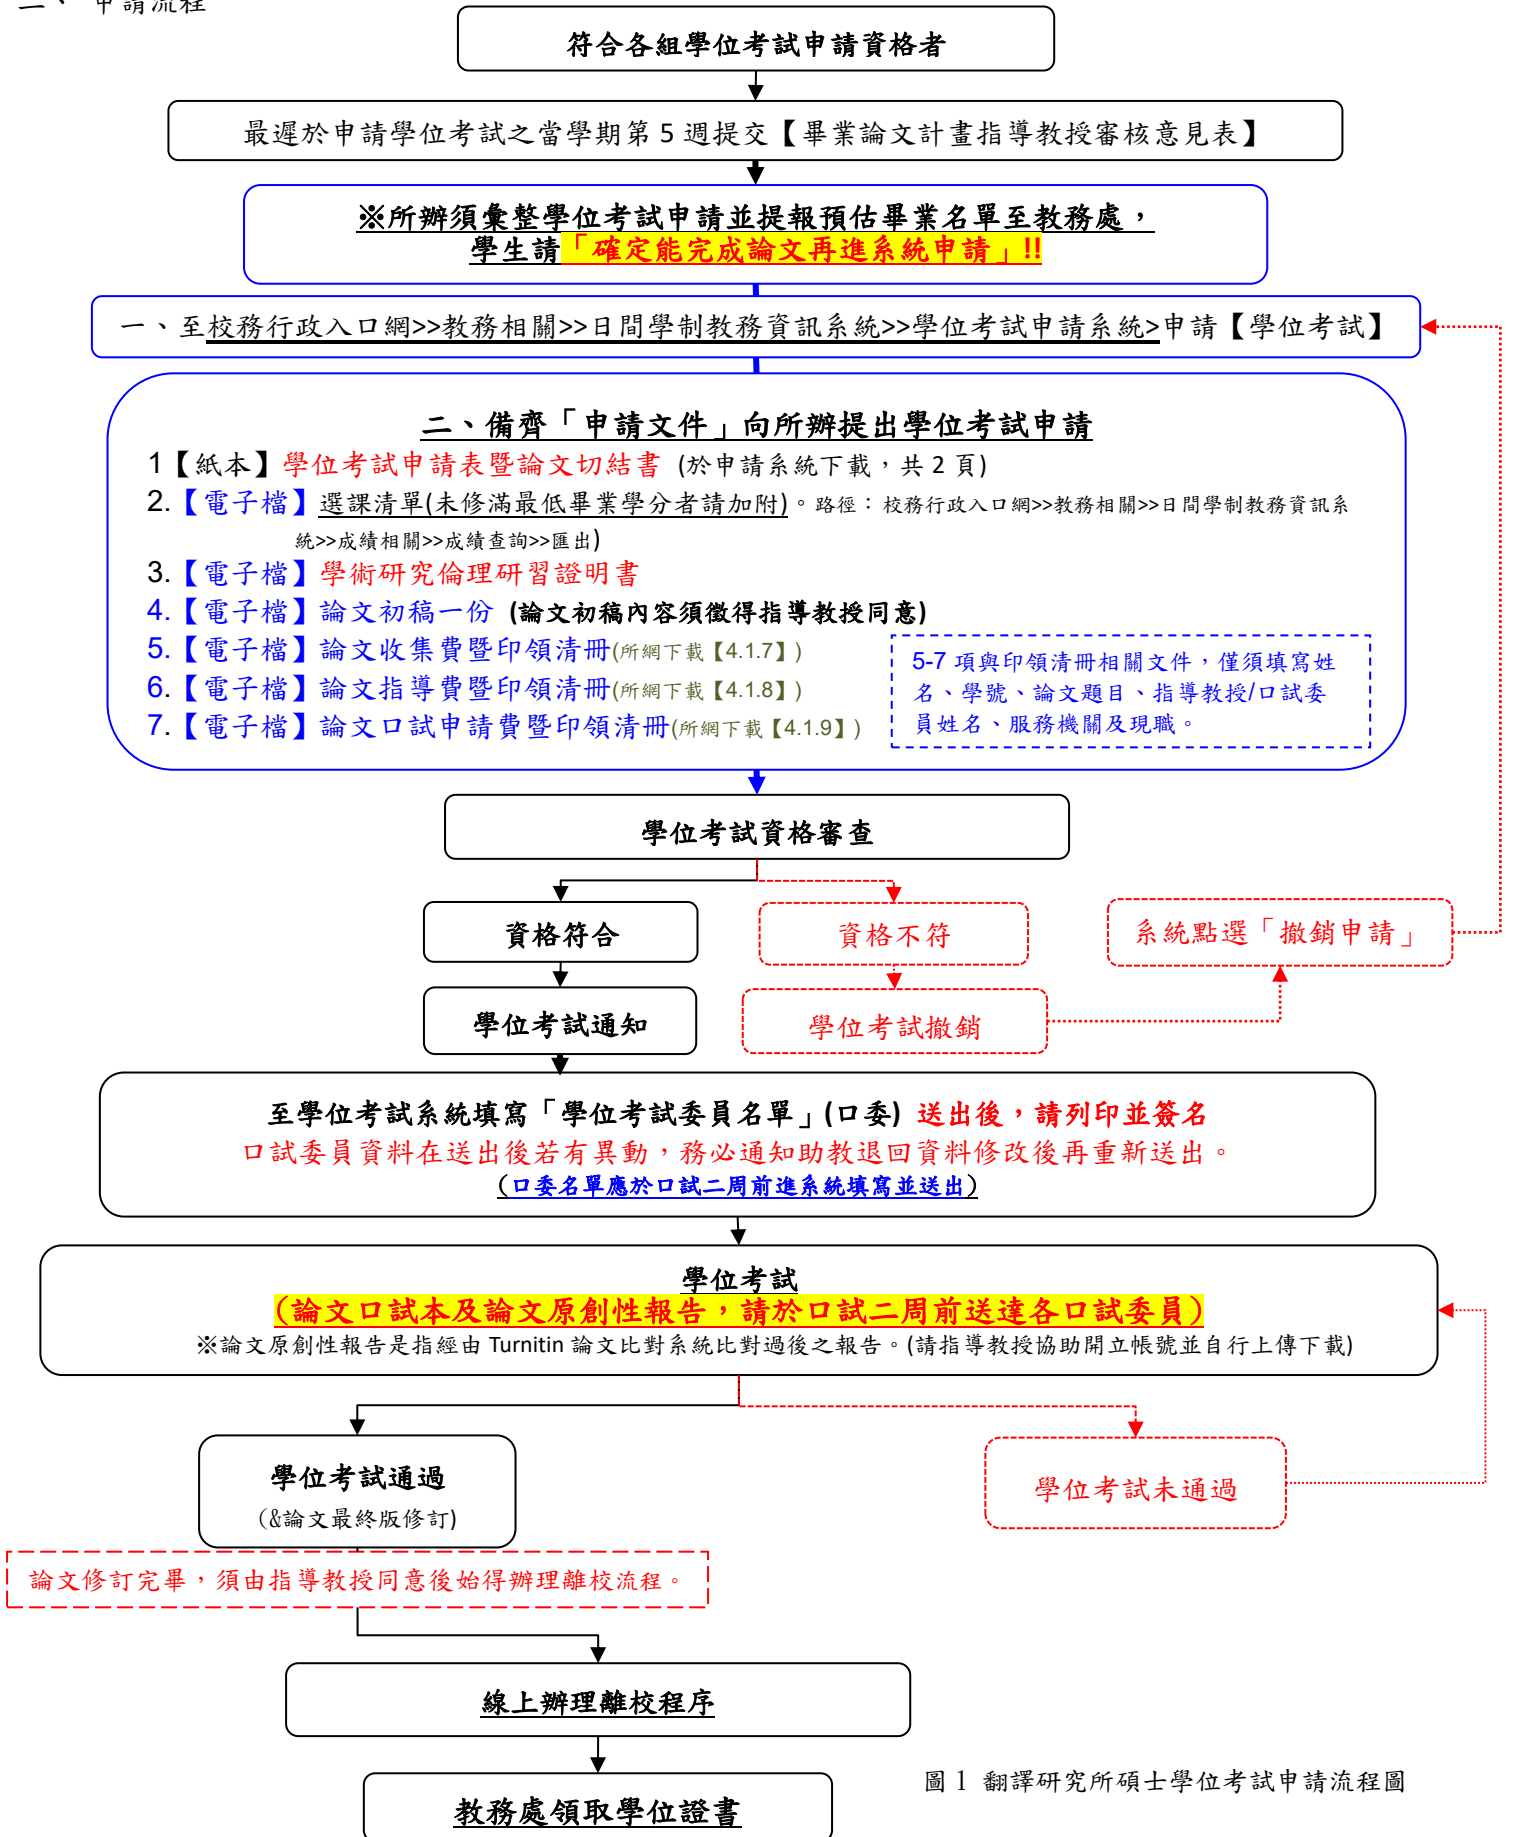 二、 申請流程
符合各組學位考試申請資格者
最遲於申請學位考試之當學期第 5 週提交【畢業論文計畫指導教授審核意見表】
※所辦須彙整學位考試申請並提報預估畢業名單至教務處，
學生請「確定能完成論文再進系統申請」!!
一、至校務行政入口網>>教務相關>>日間學制教務資訊系統>>學位考試申請系統>申請【學位考試】
二、備齊「申請文件」向所辦提出學位考試申請
1【紙本】學位考試申請表暨論文切結書 (於申請系統下載，共 2 頁)
2.【電子檔】選課清單(未修滿最低畢業學分者請加附)。路徑：校務行政入口網>>教務相關>>日間學制教務資訊系
統>>成績相關>>成績查詢>>匯出)
3.【電子檔】學術研究倫理研習證明書
4.【電子檔】論文初稿一份 (論文初稿內容須徵得指導教授同意)
5.【電子檔】論文收集費暨印領清冊(所網下載【4.1.7】)
6.【電子檔】論文指導費暨印領清冊(所網下載【4.1.8】)
7.【電子檔】論文口試申請費暨印領清冊(所網下載【4.1.9】)
5-7 項與印領清冊相關文件，僅須填寫姓
名、學號、論文題目、指導教授/口試委
員姓名、服務機關及現職。
學位考試資格審查
資格符合
資格不符
系統點選「撤銷申請」
學位考試通知
學位考試撤銷
至學位考試系統填寫「學位考試委員名單」(口委) 送出後，請列印並簽名
口試委員資料在送出後若有異動，務必通知助教退回資料修改後再重新送出。
(口委名單應於口試二周前進系統填寫並送出)
學位考試
(論文口試本及論文原創性報告，請於口試二周前送達各口試委員)
※論文原創性報告是指經由 Turnitin 論文比對系統比對過後之報告。(請指導教授協助開立帳號並自行上傳下載)
學位考試通過
(&論文最終版修訂)
學位考試未通過
論文修訂完畢，須由指導教授同意後始得辦理離校流程。
線上辦理離校程序
教務處領取學位證書
圖 1 翻譯研究所碩士學位考試申請流程圖